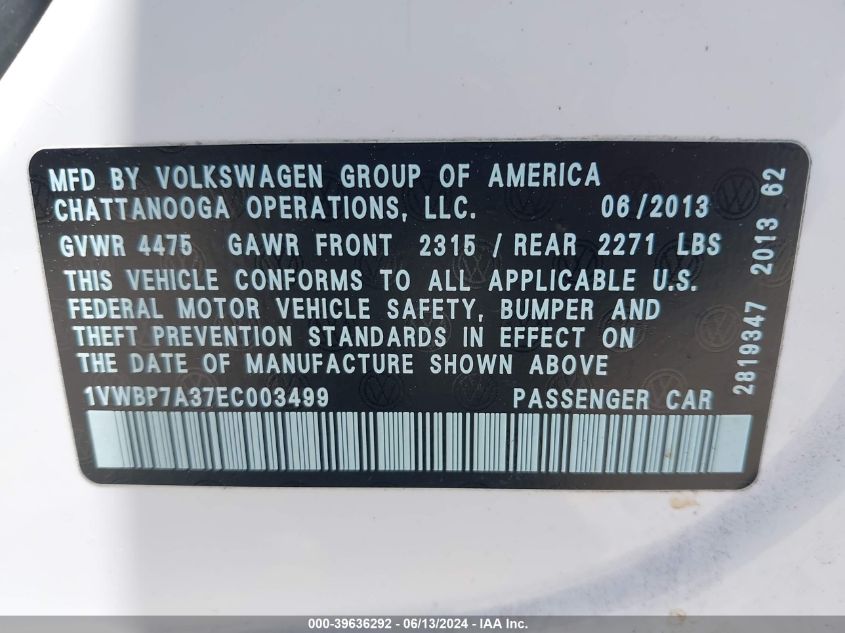 MFD BY VOLKSWAGEN GROUP OF AMERICA
CHATTANOOGA OPERATIONS, LLC. 06/2013
GVWR 4475 GAWR FRONT 2315 / REAR 2271 LBS
THIS VEHICLE CONFORMS TO ALL APPLICABLE U.S.
FEDERAL MOTOR VEHICLE SAFETY, BUMPER AND
THEFT PREVENTION STANDARDS IN EFFECT ON
THE DATE OF MANUFACTURE SHOWN ABOVE
1VWBP7A37EC003499 PASSENGER CAR
2819347 2013 62
000-39636292 - 06/13/2024 - IAA Inc.